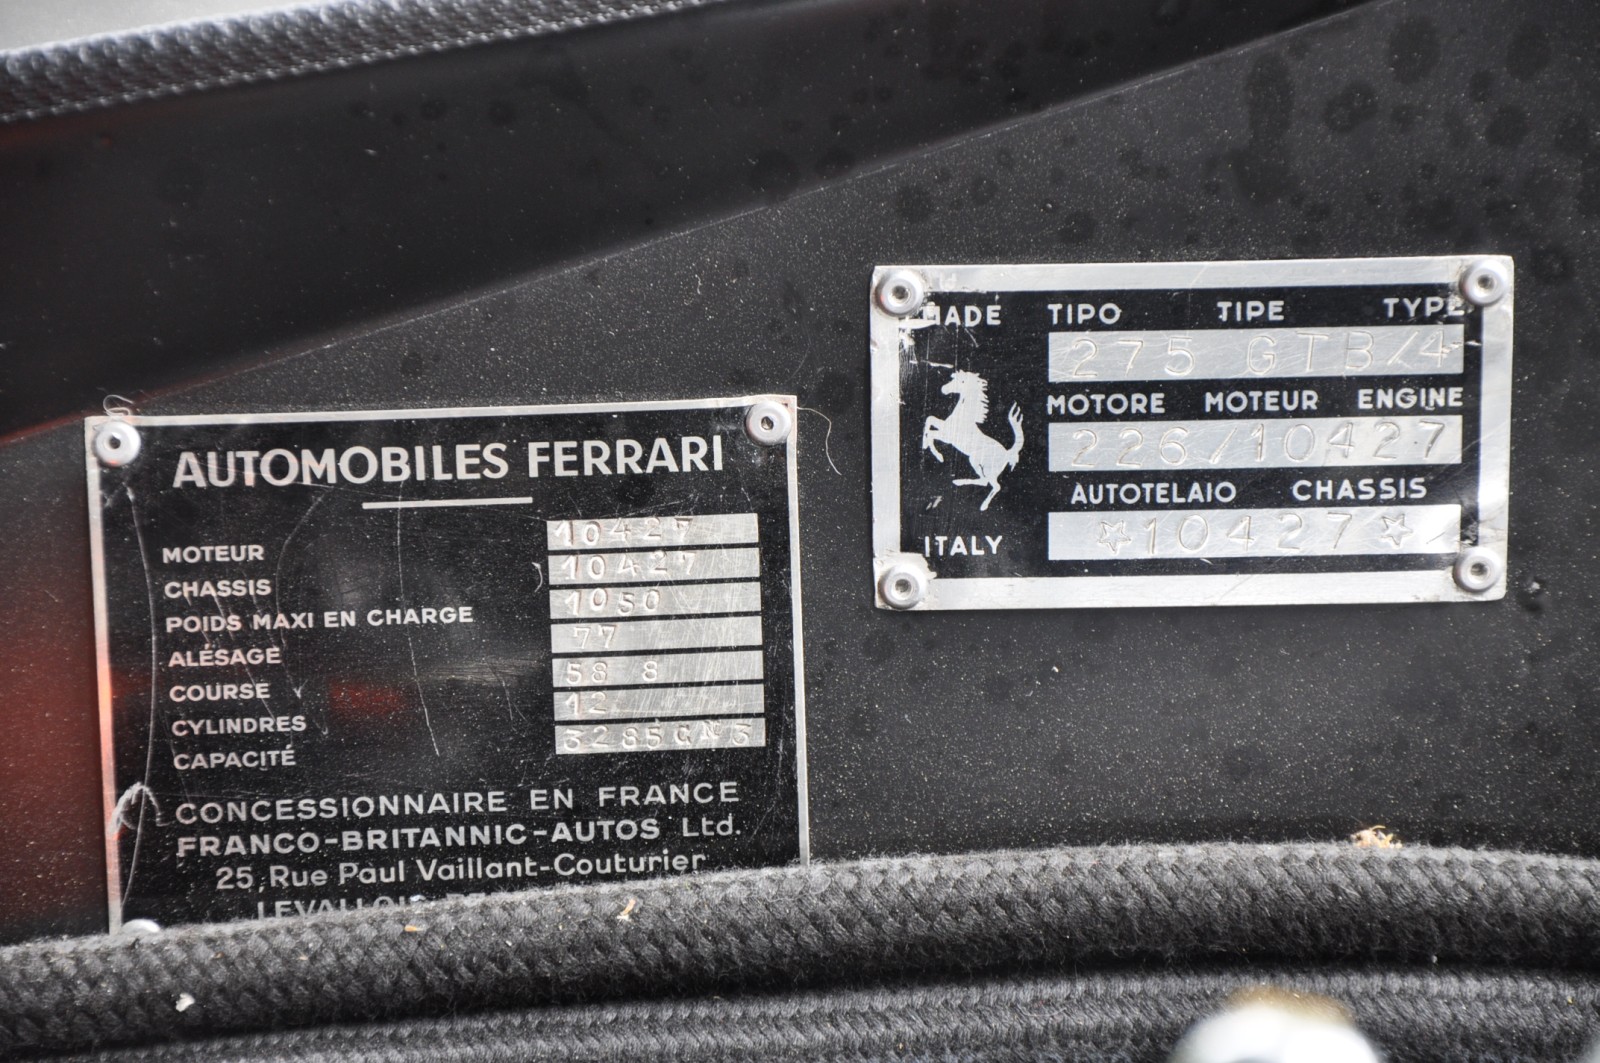 AUTOMOBILES FERRARI
MOTEUR 10427
CHASSIS 10427
POIDS MAXI EN CHARGE 1050
ALÉSAGE 77
COURSE 58 8
CYLINDRES 12
CAPACITÉ
CONCESSIONNAIRE EN FRANCE
FRANCO-BRITANNIC-AUTOS Ltd.
25, Rue Paul Vaillant-Couturier
MADE TIPO TIPE TYPE
275 GTB/4
MOTORE MOTEUR ENGINE
226/10427
AUTOTELAIO CHASSIS
ITALY ☆10427☆